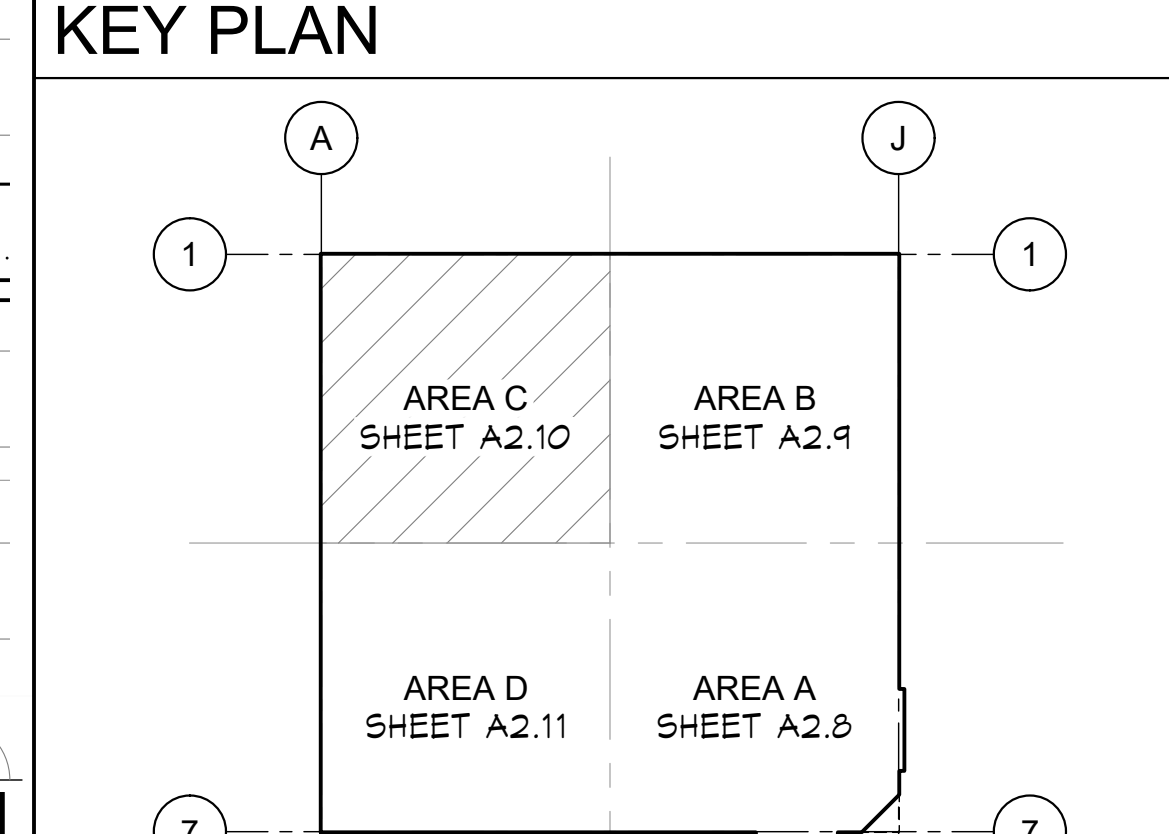 KEY PLAN
A
J
1
1
AREA C
SHEET A2.10
AREA B
SHEET A2.9
AREA D
SHEET A2.11
AREA A
SHEET A2.8
7
7